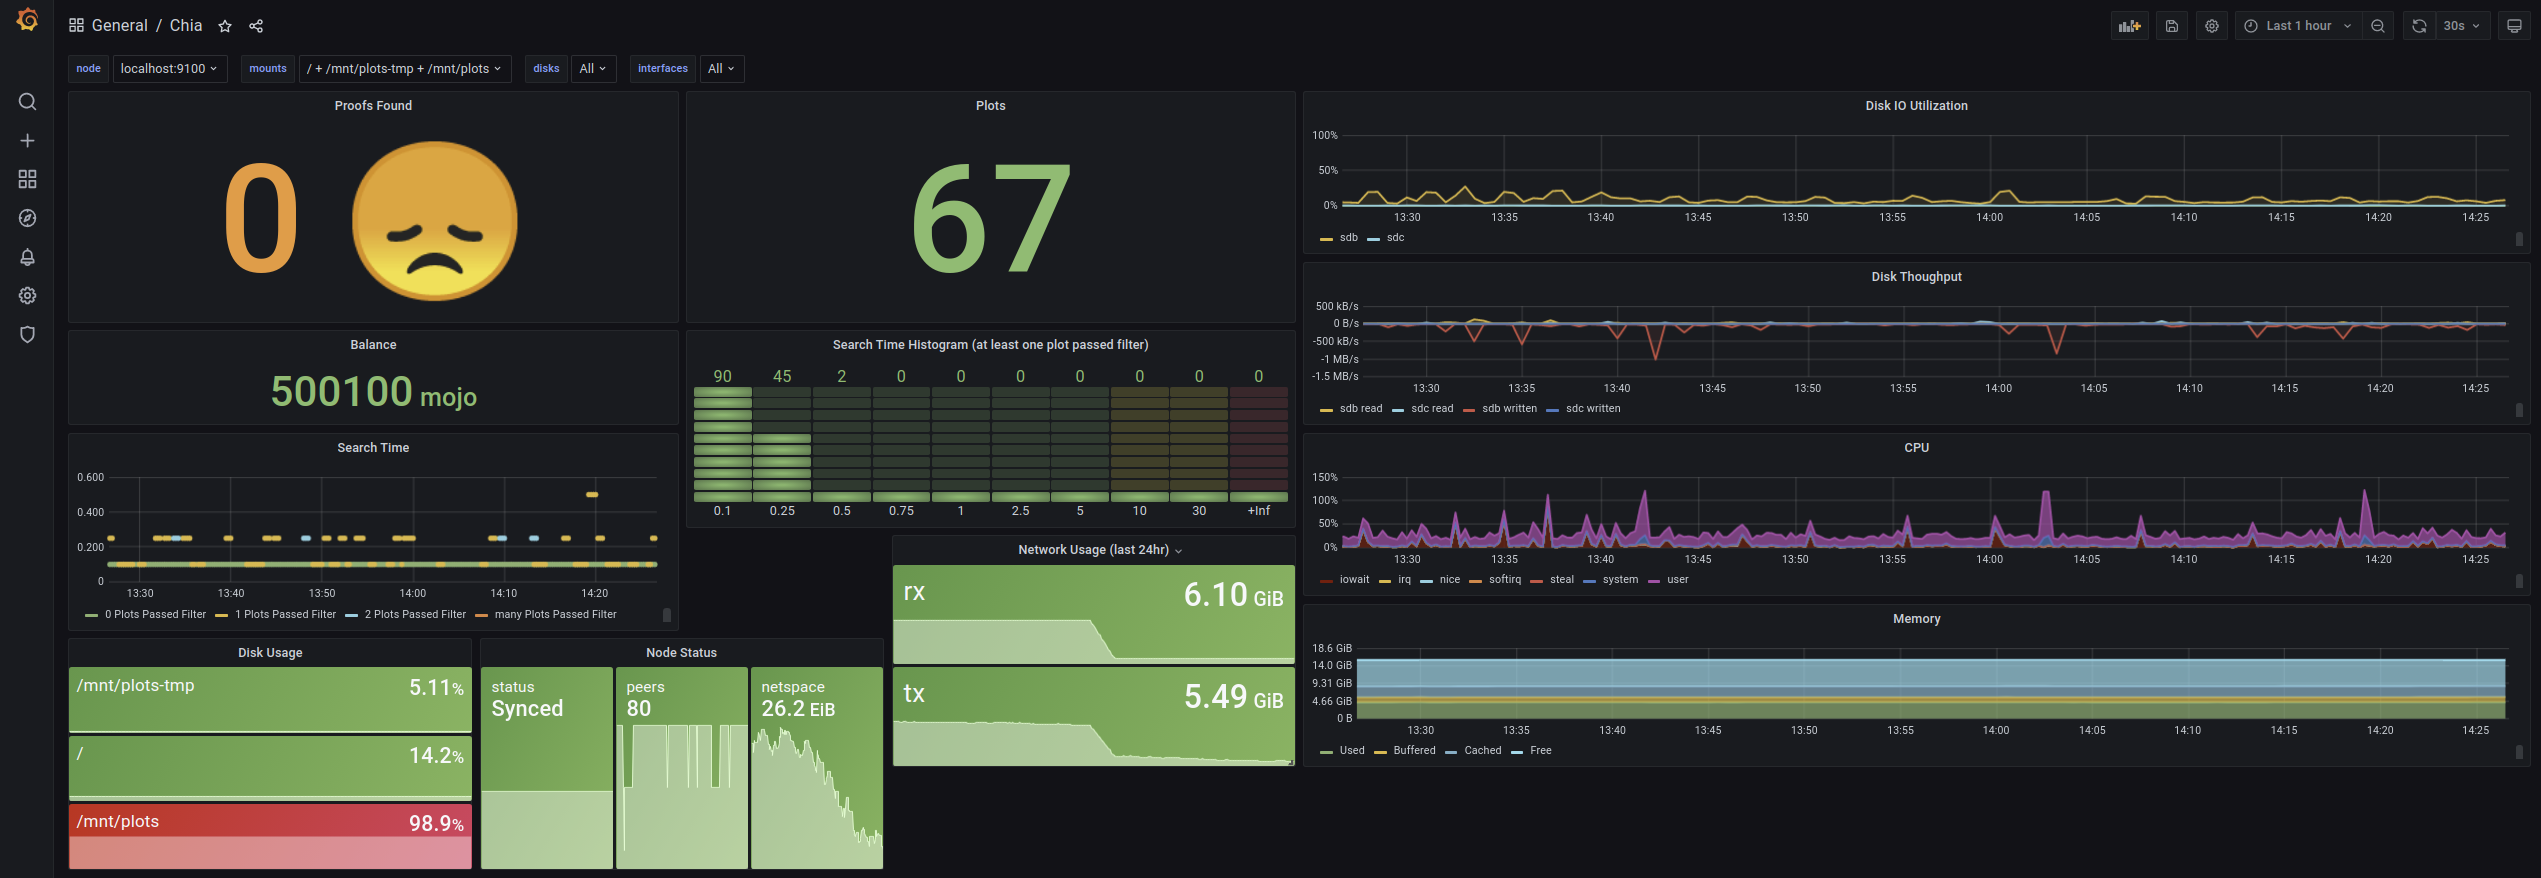 General / Chia
Last 1 hour
30s
node localhost:9100 mounts / + /mnt/plots-tmp + /mnt/plots disks All interfaces All
Proofs Found
0
Plots
67
Balance
500100 mojo
Search Time Histogram (at least one plot passed filter)
90 45 2 0 0 0 0 0 0 0
0.1 0.25 0.5 0.75 1 2.5 5 10 30 +Inf
Search Time
0.600
0.400
0.200
0
13:30 13:40 13:50 14:00 14:10 14:20
0 Plots Passed Filter 1 Plots Passed Filter 2 Plots Passed Filter many Plots Passed Filter
Network Usage (last 24hr)
rx 6.10 GiB
tx 5.49 GiB
Disk Usage
/mnt/plots-tmp 5.11%
/ 14.2%
/mnt/plots 98.9%
Node Status
status
Synced
peers
80
netspace
26.2 EiB
Disk IO Utilization
100%
50%
0%
13:30 13:35 13:40 13:45 13:50 13:55 14:00 14:05 14:10 14:15 14:20 14:25
sdb sdc
Disk Thoughput
500 kB/s
0 B/s
-500 kB/s
-1 MB/s
-1.5 MB/s
13:30 13:35 13:40 13:45 13:50 13:55 14:00 14:05 14:10 14:15 14:20 14:25
sdb read sdc read sdb written sdc written
CPU
150%
100%
50%
0%
13:30 13:35 13:40 13:45 13:50 13:55 14:00 14:05 14:10 14:15 14:20 14:25
iowait irq nice softirq steal system user
Memory
18.6 GiB
14.0 GiB
9.31 GiB
4.66 GiB
0 B
13:30 13:35 13:40 13:45 13:50 13:55 14:00 14:05 14:10 14:15 14:20 14:25
Used Buffered Cached Free